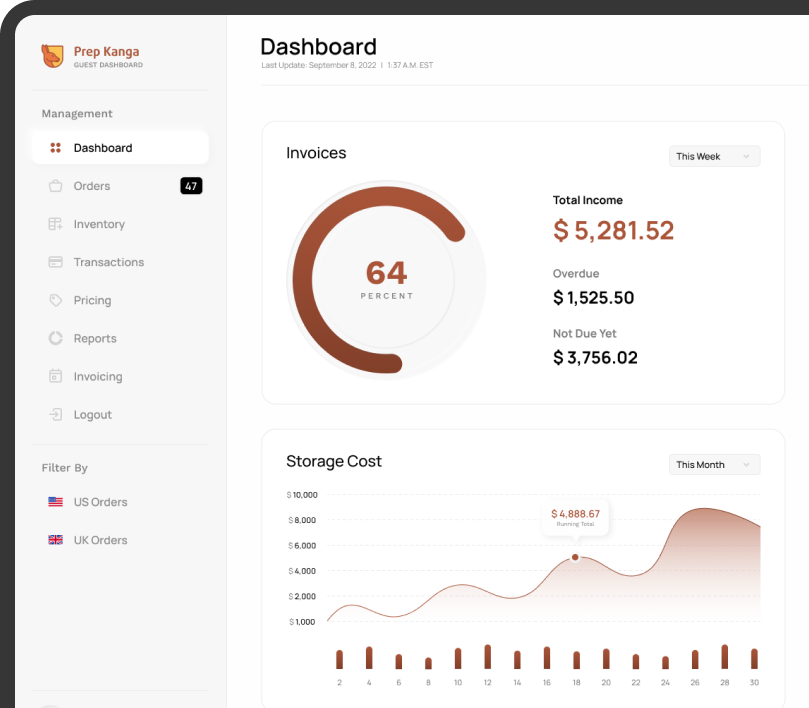 Prep Kanga
GUEST DASHBOARD
Management
Dashboard
Orders 47
Inventory
Transactions
Pricing
Reports
Invoicing
Logout
Filter By
US Orders
UK Orders
Dashboard
Last Update: September 8, 2022 | 1:37 A.M. EST
Invoices
This Week
64
PERCENT
Total Income
$ 5,281.52
Overdue
$ 1,525.50
Not Due Yet
$ 3,756.02
Storage Cost
This Month
$ 10,000
$ 8,000
$ 6,000
$ 4,000
$ 2,000
$ 1,000
$ 4,888.67
Running Total
2 4 6 8 10 12 14 16 18 20 22 24 26 28 30